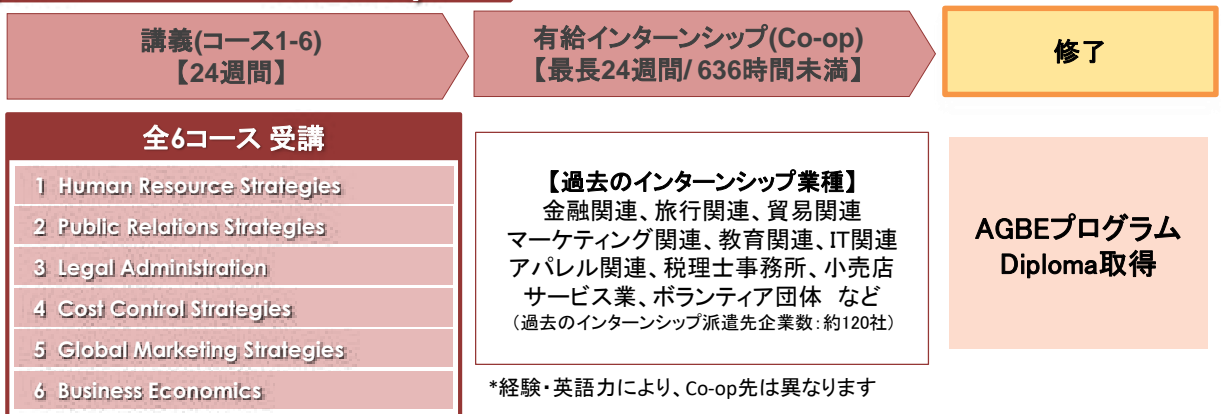 講義(コース1-6)
【24週間】
有給インターンシップ(Co-op)
【最長24週間/ 636時間未満】
修了
全6コース 受講
1 Human Resource Strategies
2 Public Relations Strategies
3 Legal Administration
4 Cost Control Strategies
5 Global Marketing Strategies
6 Business Economics
【過去のインターンシップ業種】
金融関連、旅行関連、貿易関連
マーケティング関連、教育関連、IT関連
アパレル関連、税理士事務所、小売店
サービス業、ボランティア団体 など
（過去のインターンシップ派遣先企業数：約120社）
*経験・英語力により、Co-op先は異なります
AGBEプログラム
Diploma取得